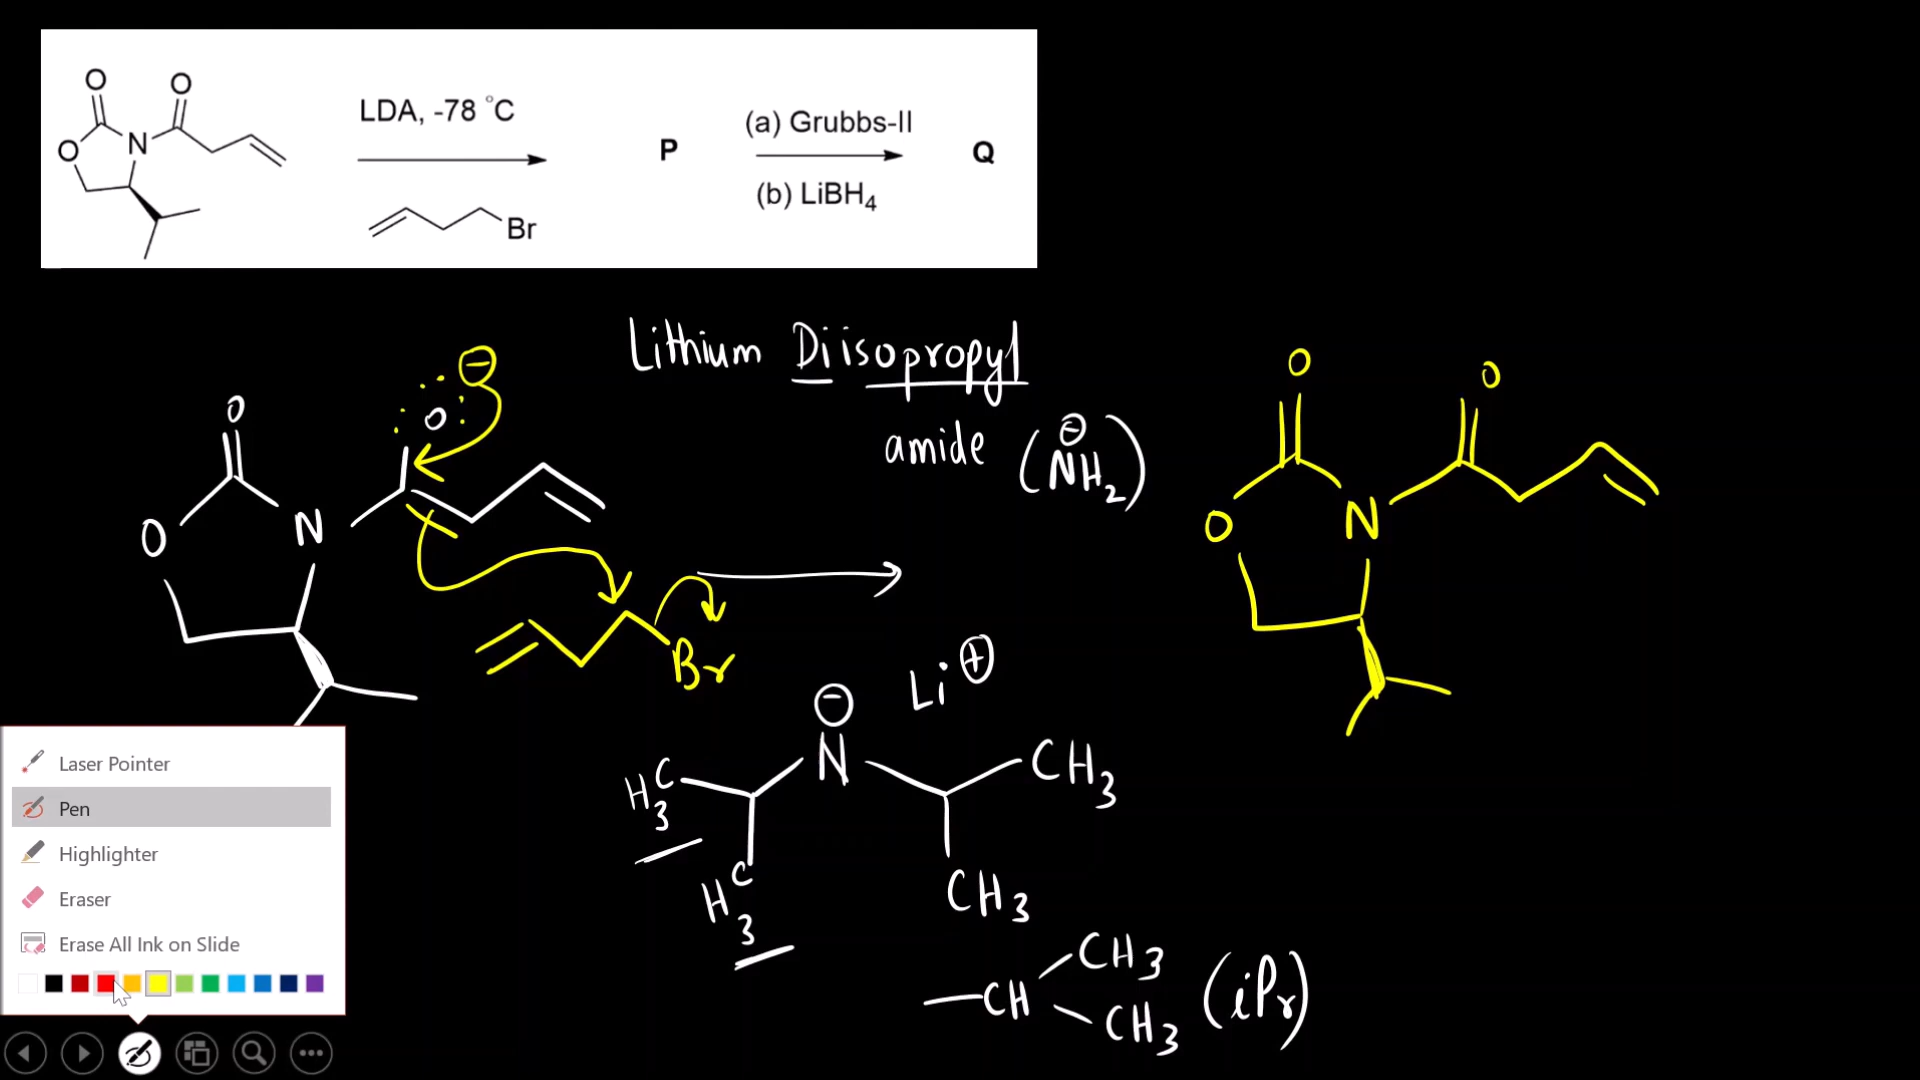 O
O
O
N
LDA, -78 °C
Br
P
(a) Grubbs-II
(b) LiBH4
Q
Lithium Diisopropyl
amide (NH2)
⊖
O
⊖
O
O
N
Br
O
O
O
N
Li⊕
⊖
N
H3C
H3C
CH3
CH3
—CH
CH3
CH3
(iPr)
Laser Pointer
Pen
Highlighter
Eraser
Erase All Ink on Slide